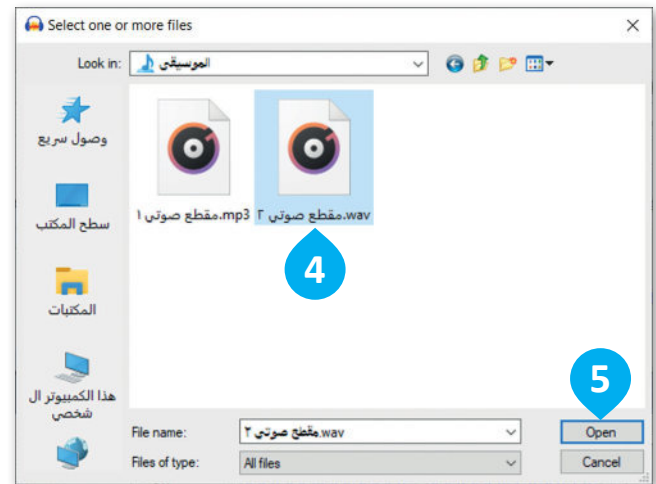 Select one or more files
Look in: الموسيقى
وصول سريع
سطح المكتب
المكتبات
هذا الكمبيوتر ال
شخصي
مقطع صوتي ١.mp3
مقطع صوتي ٢.wav
4
5
File name: مقطع صوتي ٢.wav
Open
Files of type: All files
Cancel